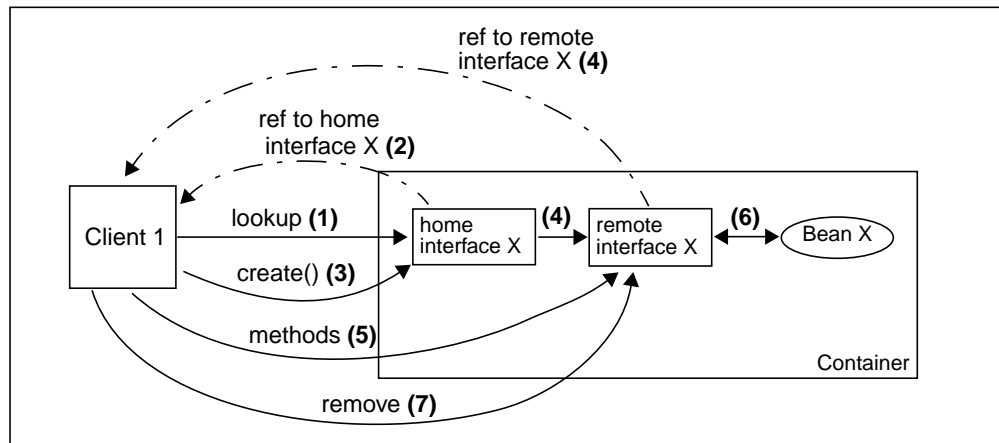 ref to remote
interface X (4)
ref to home
interface X (2)
lookup (1)
Client 1
create() (3)
home
interface X
(4)
remote
interface X
(6)
Bean X
methods (5)
Container
remove (7)